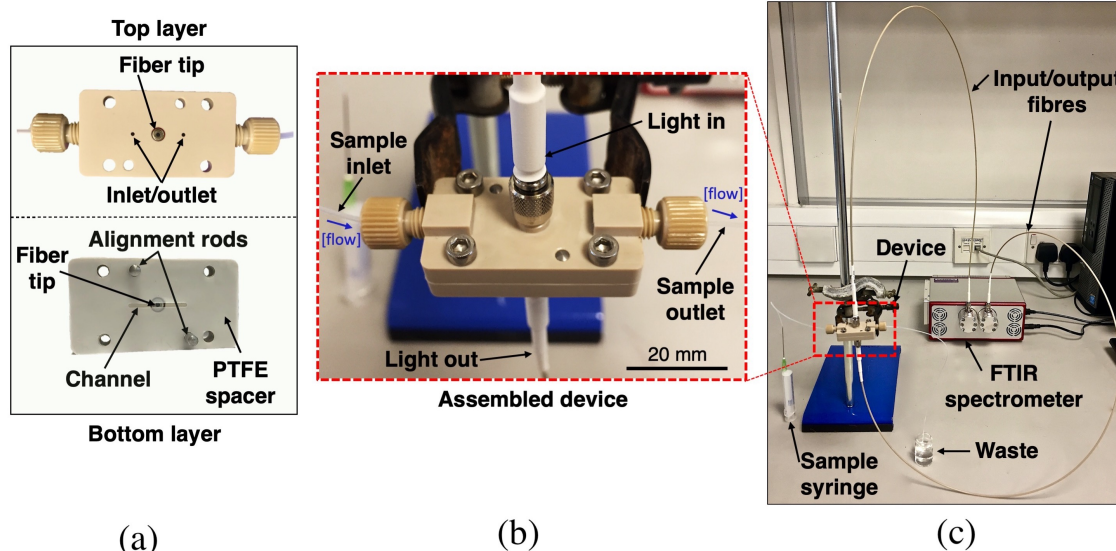 Top layer
Fiber tip
Inlet/outlet
Alignment rods
Fiber
tip
Channel
PTFE
spacer
Bottom layer
(a)
Sample
inlet
[flow]
Light in
[flow]
Sample
outlet
Light out
20 mm
Assembled device
(b)
Input/output
fibres
Device
FTIR
spectrometer
Waste
Sample
syringe
(c)